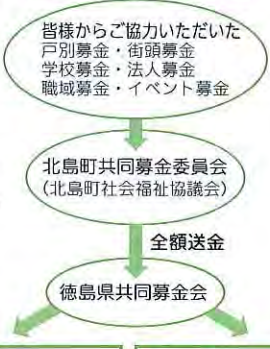 皆様からご協力いただいた
戸別募金・街頭募金
学校募金・法人募金
職域募金・イベント募金
北島町共同募金委員会
(北島町社会福祉協議会)
全額送金
徳島県共同募金会